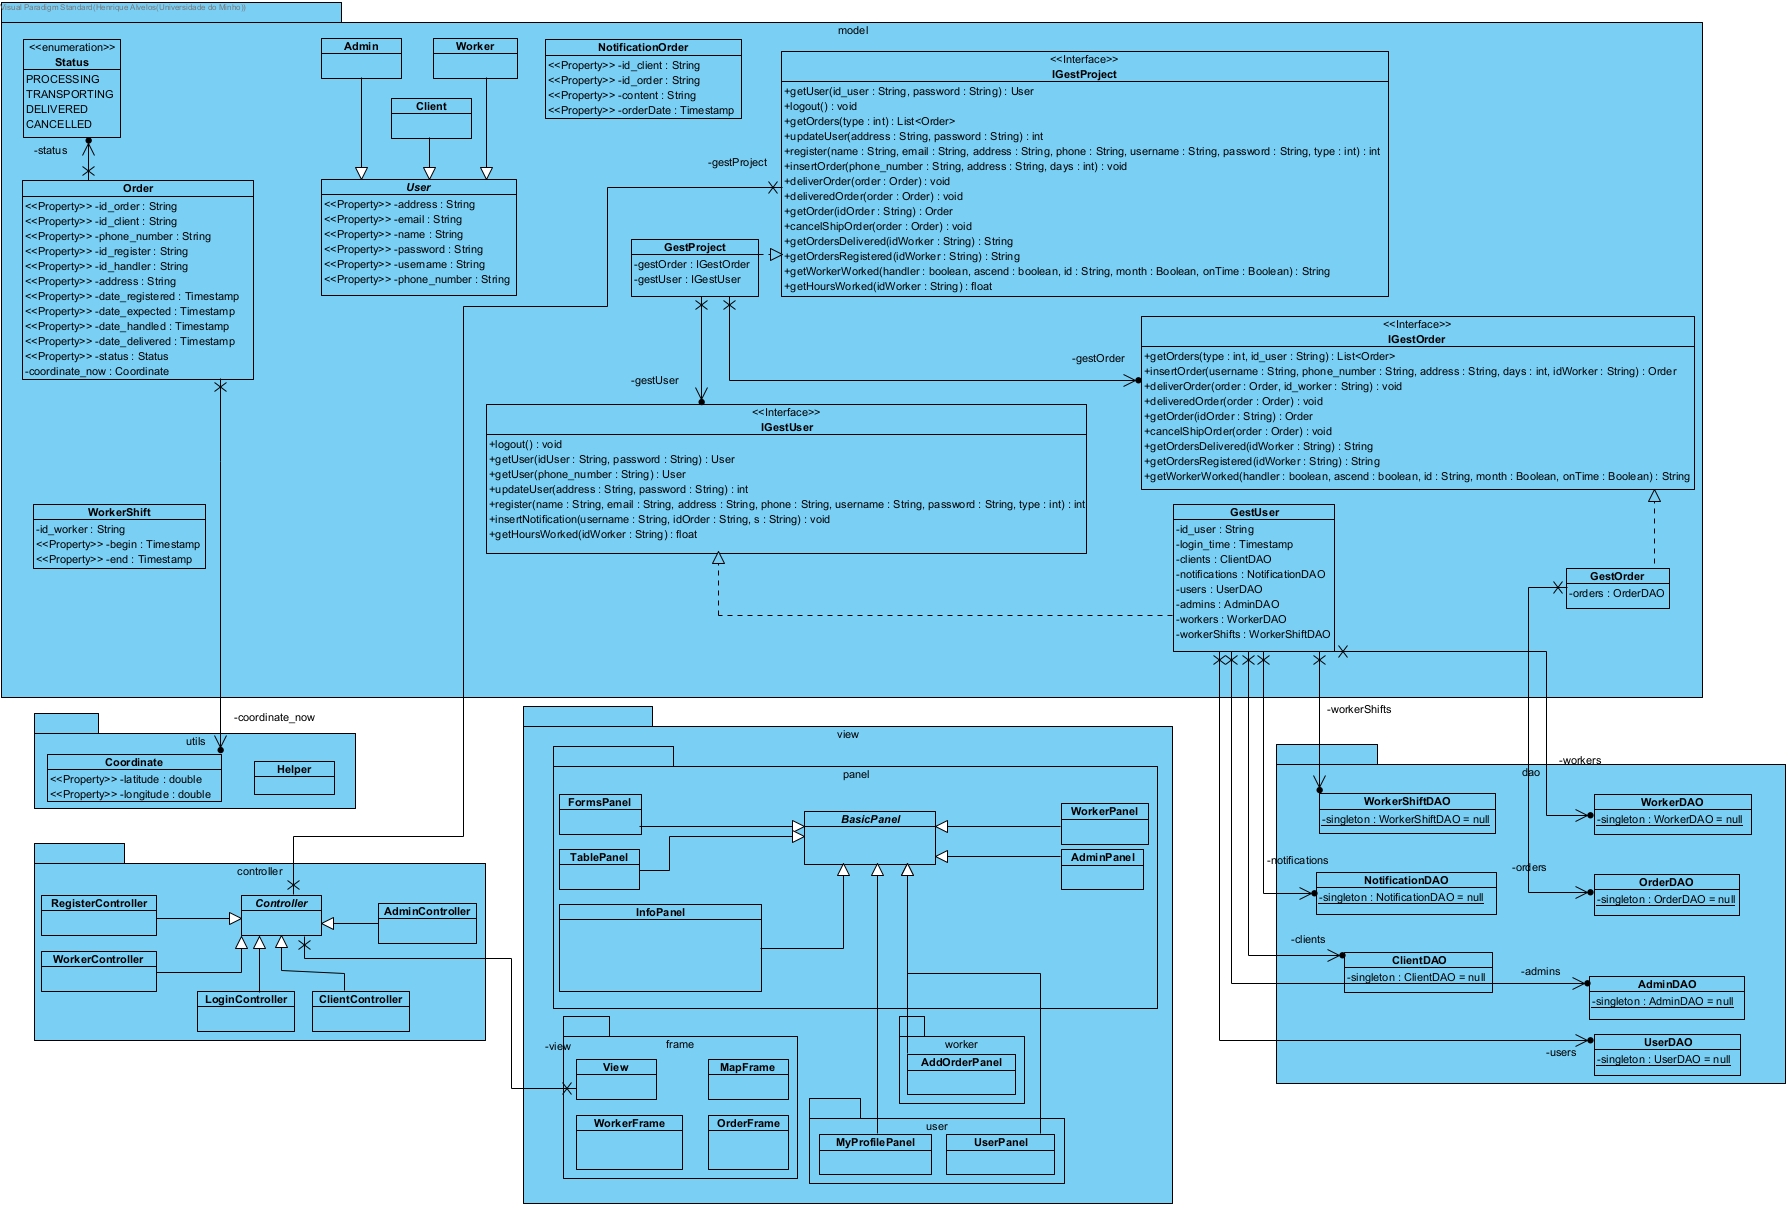 Visual Paradigm Standard(Henrique Alvelos(Universidade do Minho))
model
<<enumeration>>
Status
PROCESSING
TRANSPORTING
DELIVERED
CANCELLED
-status
Order
<<Property>> -id_order : String
<<Property>> -id_client : String
<<Property>> -phone_number : String
<<Property>> -id_register : String
<<Property>> -id_handler : String
<<Property>> -address : String
<<Property>> -date_registered : Timestamp
<<Property>> -date_expected : Timestamp
<<Property>> -date_handled : Timestamp
<<Property>> -date_delivered : Timestamp
<<Property>> -status : Status
-coordinate_now : Coordinate
Admin
Worker
Client
User
<<Property>> -address : String
<<Property>> -email : String
<<Property>> -name : String
<<Property>> -password : String
<<Property>> -username : String
<<Property>> -phone_number : String
NotificationOrder
<<Property>> -id_client : String
<<Property>> -id_order : String
<<Property>> -content : String
<<Property>> -orderDate : Timestamp
-gestProject
<<Interface>>
IGestProject
+getUser(id_user : String, password : String) : User
+logout() : void
+getOrders(type : int) : List<Order>
+updateUser(address : String, password : String) : int
+register(name : String, email : String, address : String, phone : String, username : String, password : String, type : int) : int
+insertOrder(phone_number : String, address : String, days : int) : void
+deliverOrder(order : Order) : void
+deliveredOrder(order : Order) : void
+getOrder(idOrder : String) : Order
+cancelShipOrder(order : Order) : void
+getOrdersDelivered(idWorker : String) : String
+getOrdersRegistered(idWorker : String) : String
+getWorkerWorked(handler : boolean, ascend : boolean, id : String, month : Boolean, onTime : Boolean) : String
+getHoursWorked(idWorker : String) : float
GestProject
-gestOrder : IGestOrder
-gestUser : IGestUser
-gestUser
-gestOrder
<<Interface>>
IGestOrder
+getOrders(type : int, id_user : String) : List<Order>
+insertOrder(username : String, phone_number : String, address : String, days : int, idWorker : String) : Order
+deliverOrder(order : Order, id_worker : String) : void
+deliveredOrder(order : Order) : void
+getOrder(idOrder : String) : Order
+cancelShipOrder(order : Order) : void
+getOrdersDelivered(idWorker : String) : String
+getOrdersRegistered(idWorker : String) : String
+getWorkerWorked(handler : boolean, ascend : boolean, id : String, month : Boolean, onTime : Boolean) : String
<<Interface>>
IGestUser
+logout() : void
+getUser(idUser : String, password : String) : User
+getUser(phone_number : String) : User
+updateUser(address : String, password : String) : int
+register(name : String, email : String, address : String, phone : String, username : String, password : String, type : int) : int
+insertNotification(username : String, idOrder : String, s : String) : void
+getHoursWorked(idWorker : String) : float
WorkerShift
-id_worker : String
<<Property>> -begin : Timestamp
<<Property>> -end : Timestamp
GestUser
-id_user : String
-login_time : Timestamp
-clients : ClientDAO
-notifications : NotificationDAO
-users : UserDAO
-admins : AdminDAO
-workers : WorkerDAO
-workerShifts : WorkerShiftDAO
GestOrder
-orders : OrderDAO
-coordinate_now
utils
Coordinate
<<Property>> -latitude : double
<<Property>> -longitude : double
Helper
controller
RegisterController
Controller
AdminController
WorkerController
LoginController
ClientController
view
panel
FormsPanel
BasicPanel
WorkerPanel
TablePanel
AdminPanel
InfoPanel
-view
frame
View
MapFrame
WorkerFrame
OrderFrame
worker
AddOrderPanel
user
MyProfilePanel
UserPanel
-workerShifts
-workers
dao
WorkerShiftDAO
-singleton : WorkerShiftDAO = null
WorkerDAO
-singleton : WorkerDAO = null
-notifications
-orders
NotificationDAO
-singleton : NotificationDAO = null
OrderDAO
-singleton : OrderDAO = null
-clients
ClientDAO
-singleton : ClientDAO = null
-admins
AdminDAO
-singleton : AdminDAO = null
-users
UserDAO
-singleton : UserDAO = null